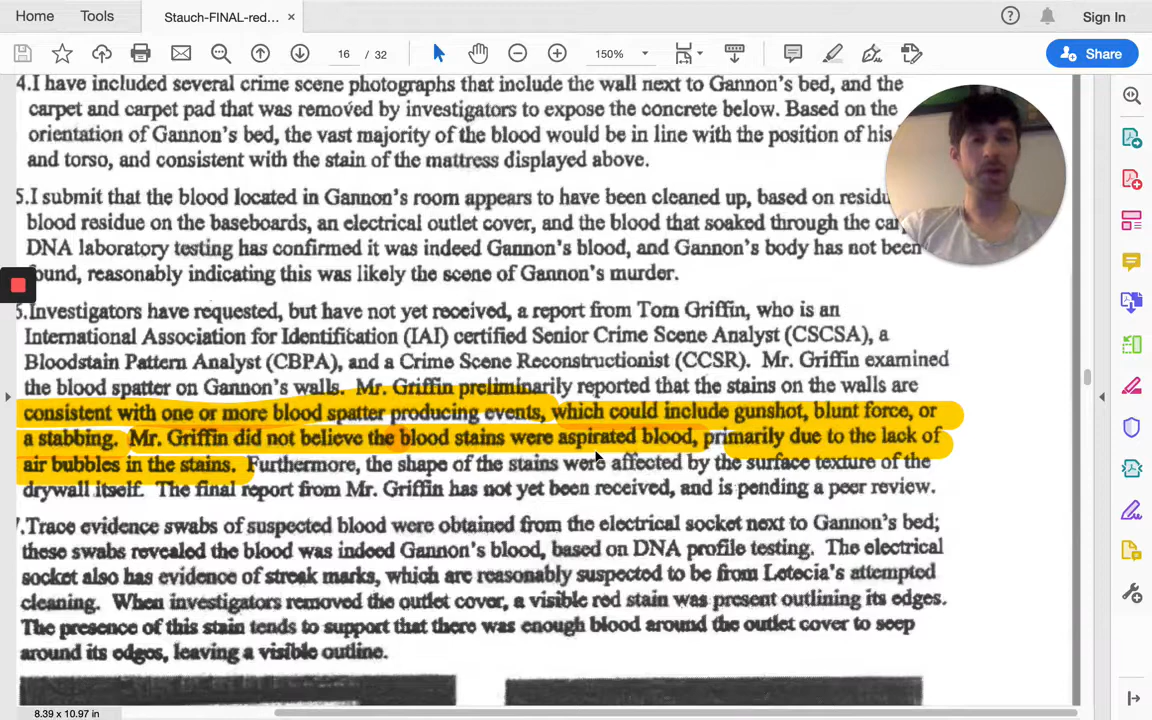 Home Tools Stauch-FINAL-red... × Sign In
16 / 32 150% Share
4.I have included several crime scene photographs that include the wall next to Gannon's bed, and the
carpet and carpet pad that was removed by investigators to expose the concrete below. Based on the
orientation of Gannon's bed, the vast majority of the blood would be in line with the position of his
and torso, and consistent with the stain of the mattress displayed above.
5.I submit that the blood located in Gannon's room appears to have been cleaned up, based on
blood residue on the baseboards, an electrical outlet cover, and the blood that soaked through the
DNA laboratory testing has confirmed it was indeed Gannon's blood, and Gannon's body has not been
found, reasonably indicating this was likely the scene of Gannon's murder.
.Investigators have requested, but have not yet received, a report from Tom Griffin, who is an
International Association for Identification (IAI) certified Senior Crime Scene Analyst (CSCSA), a
Bloodstain Pattern Analyst (CBPA), and a Crime Scene Reconstructionist (CCSR). Mr. Griffin examined
the blood spatter on Gannon's walls. Mr. Griffin preliminarily reported that the stains on the walls are
consistent with one or more blood spatter producing events, which could include gunshot, blunt force, or
a stabbing. Mr. Griffin did not believe the blood stains were aspirated blood, primarily due to the lack of
air bubbles in the stains. Furthermore, the shape of the stains were affected by the surface texture of the
drywall itself. The final report from Mr. Griffin has not yet been received, and is pending a peer review.
7.Trace evidence swabs of suspected blood were obtained from the electrical socket next to Gannon's bed;
these swabs revealed the blood was indeed Gannon's blood, based on DNA profile testing. The electrical
socket also has evidence of streak marks, which are reasonably suspected to be from Letecia's attempted
cleaning. When investigators removed the outlet cover, a visible red stain was present outlining its edges.
The presence of this stain tends to support that there was enough blood around the outlet cover to seep
around its edges, leaving a visible outline.
8.39 x 10.97 in